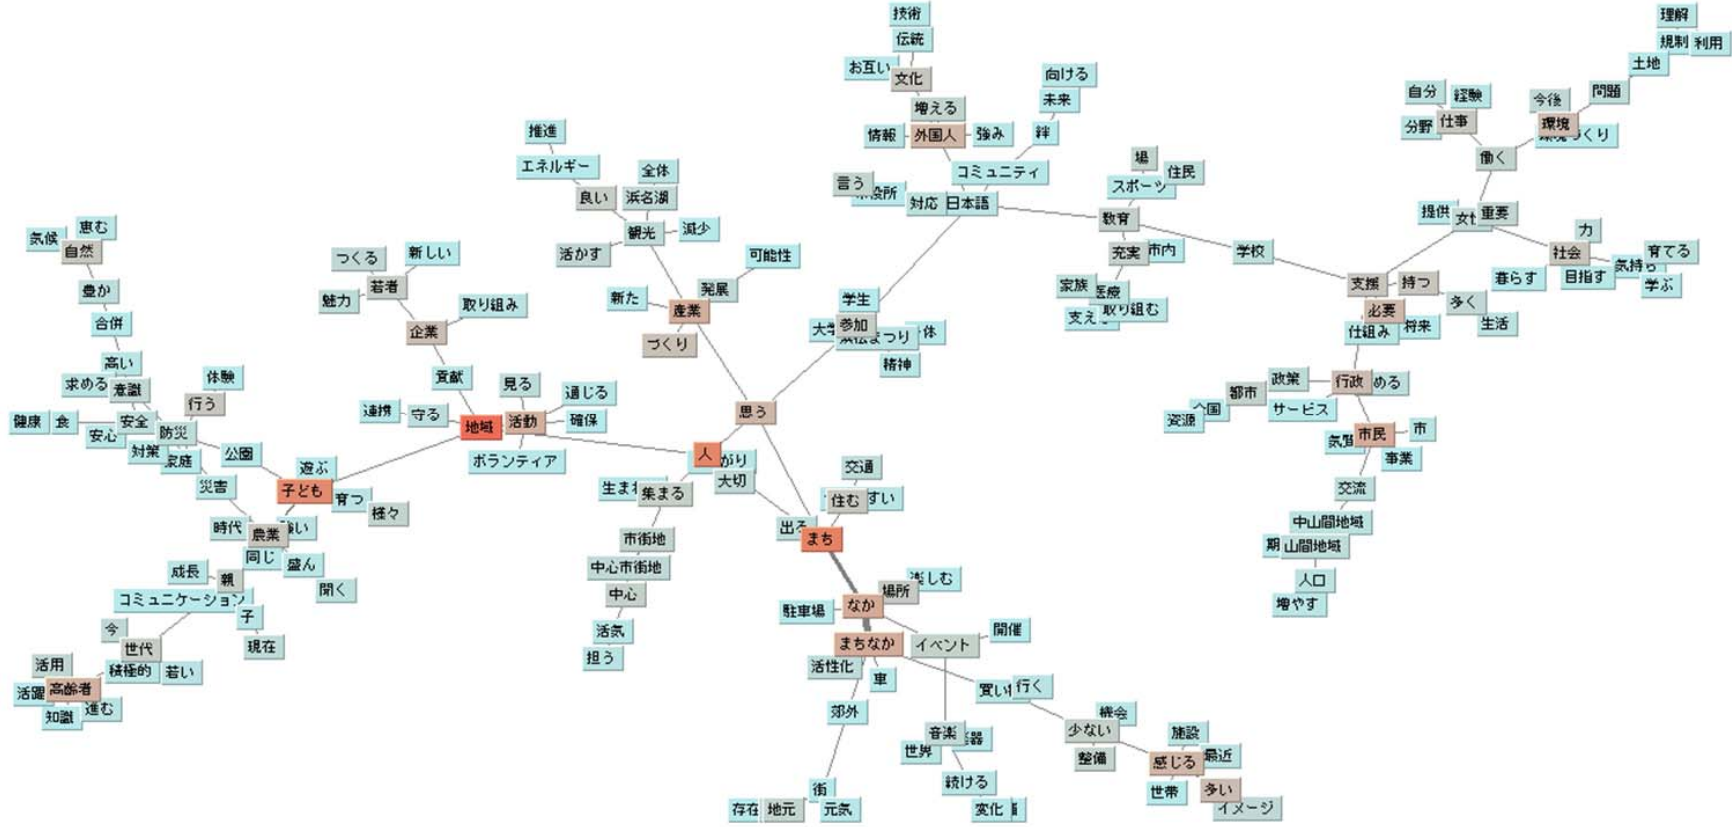 技術
伝統
お互い
文化
増える
情報
外国人
強み
向ける
未来
絆
コミュニティ
言う
対応
日本語
理解
規制
利用
土地
自分
経験
今後
問題
分野
仕事
環境
働く
場
住民
スポーツ
教育
充実
市内
学校
家族
医療
取り組む
提供
重要
力
社会
育てる
気持ち
暮らす
目指す
学ぶ
支援
持つ
必要
多く
仕組み
将来
生活
推進
エネルギー
全体
良い
浜名湖
観光
減少
活かす
可能性
新た
発展
産業
づくり
学生
参加
精神
気候
恵む
自然
豊か
合併
高い
求める
意識
体験
行う
健康
食
安全
安心
防災
対策
家庭
公園
災害
つくる
新しい
若者
魅力
取り組み
企業
貢献
見る
通じる
連携
守る
地域
活動
確保
ボランティア
思う
人
大切
集まる
交通
住む
まち
都市
政策
行政
資源
サービス
市民
市
事業
交流
中山間地域
山間地域
人口
増やす
遊ぶ
子ども
育つ
様々
時代
農業
同じ
盛ん
開く
成長
親
コミュニケーション
子
現在
今
世代
活用
積極的
若い
活躍
高齢者
知識
進む
市街地
中心市街地
中心
活気
担う
楽しむ
場所
駐車場
なか
まちなか
イベント
開催
活性化
車
行く
郊外
音楽
世界
続ける
変化
街
存在
地元
元気
機会
少ない
整備
施設
感じる
最近
世帯
多い
イメージ